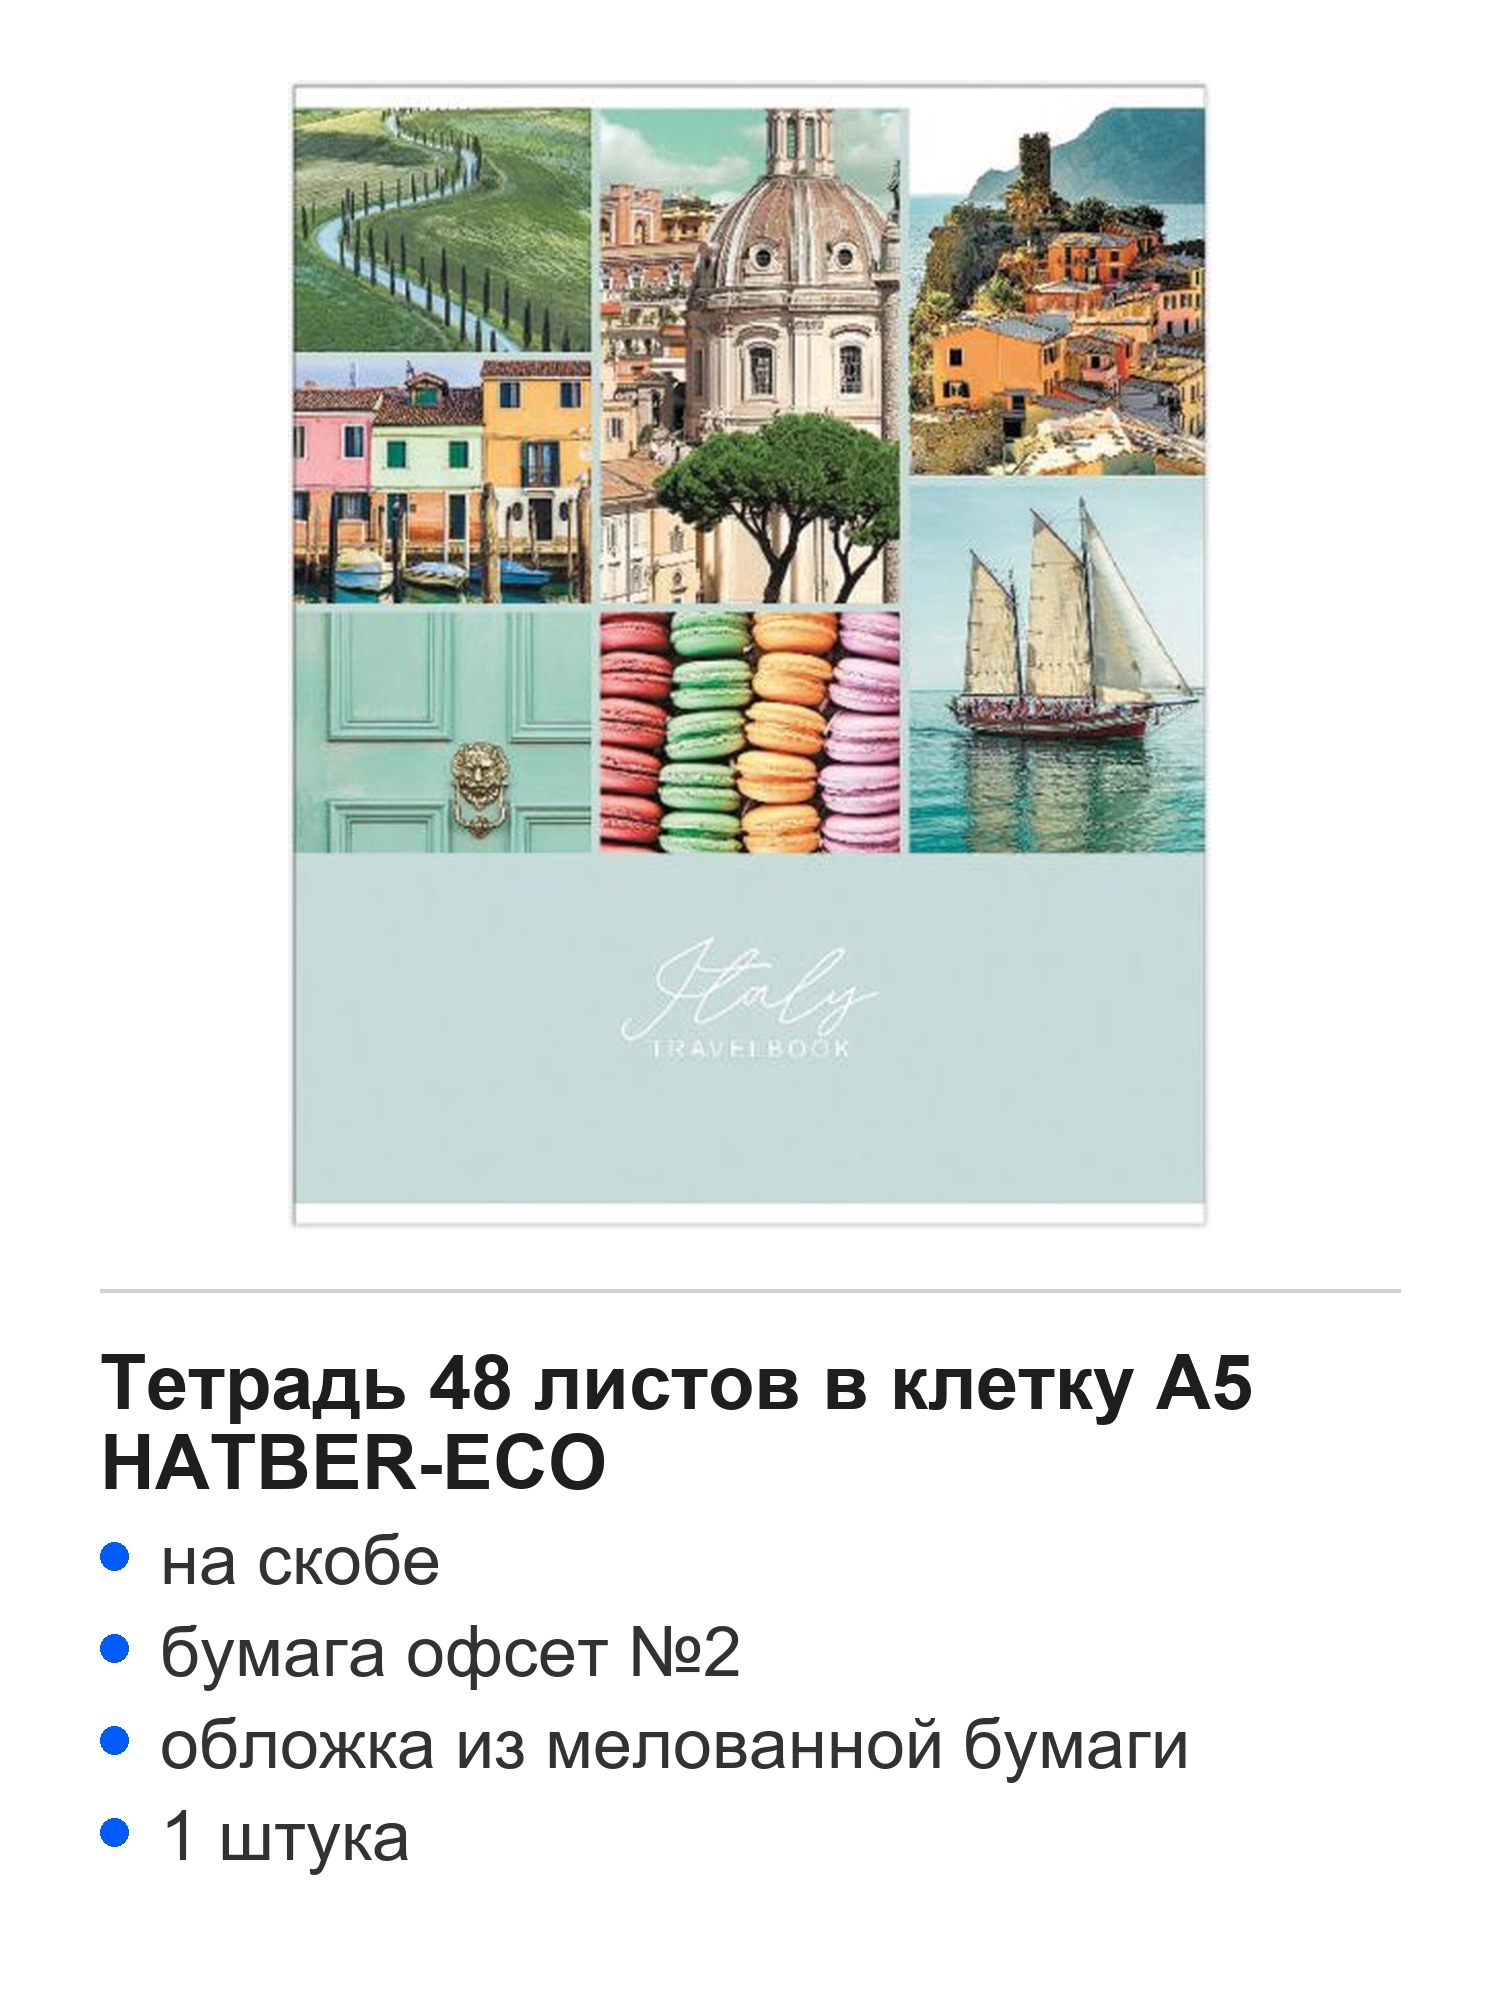 Italy
TRAVELBOOK
Тетрадь 48 листов в клетку А5
HATBER-ECO
на скобе
бумага офсет №2
обложка из мелованной бумаги
1 штука